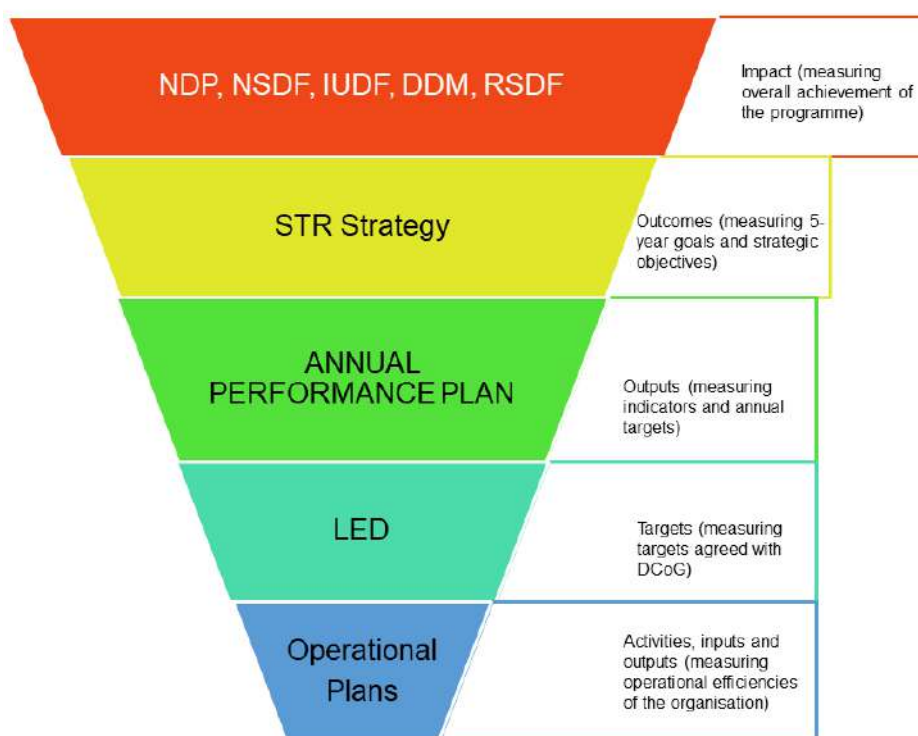 NDP, NSDF, IUDF, DDM, RSDF
Impact (measuring
overall achievement of
the programme)
STR Strategy
Outcomes (measuring 5-
year goals and strategic
objectives)
ANNUAL
PERFORMANCE PLAN
Outputs (measuring
indicators and annual
targets)
LED
Targets (measuring
targets agreed with
DCoG)
Operational
Plans
Activities, inputs and
outputs (measuring
operational efficiencies
of the organisation)